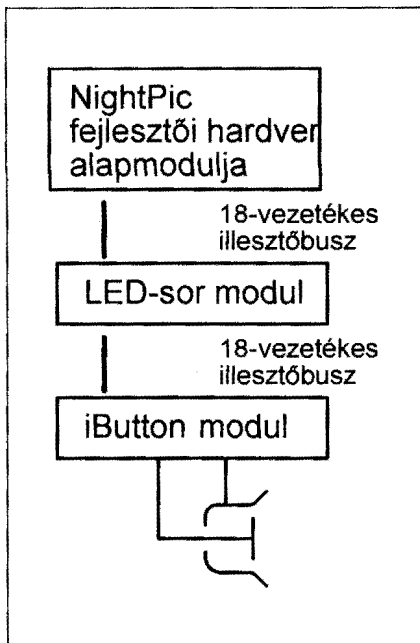 NightPic
fejlesztői hardver
alapmodulja
18-vezetékes
illesztőbusz
LED-sor modul
18-vezetékes
illesztőbusz
iButton modul